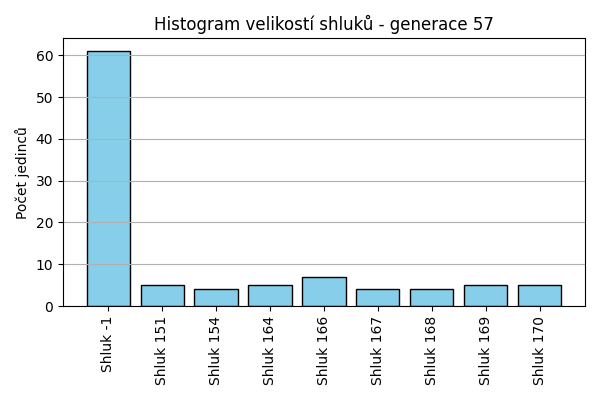 Histogram velikostí shluků - generace 57
Počet jedinců
60
50
40
30
20
10
0
Shluk -1
Shluk 151
Shluk 154
Shluk 164
Shluk 166
Shluk 167
Shluk 168
Shluk 169
Shluk 170